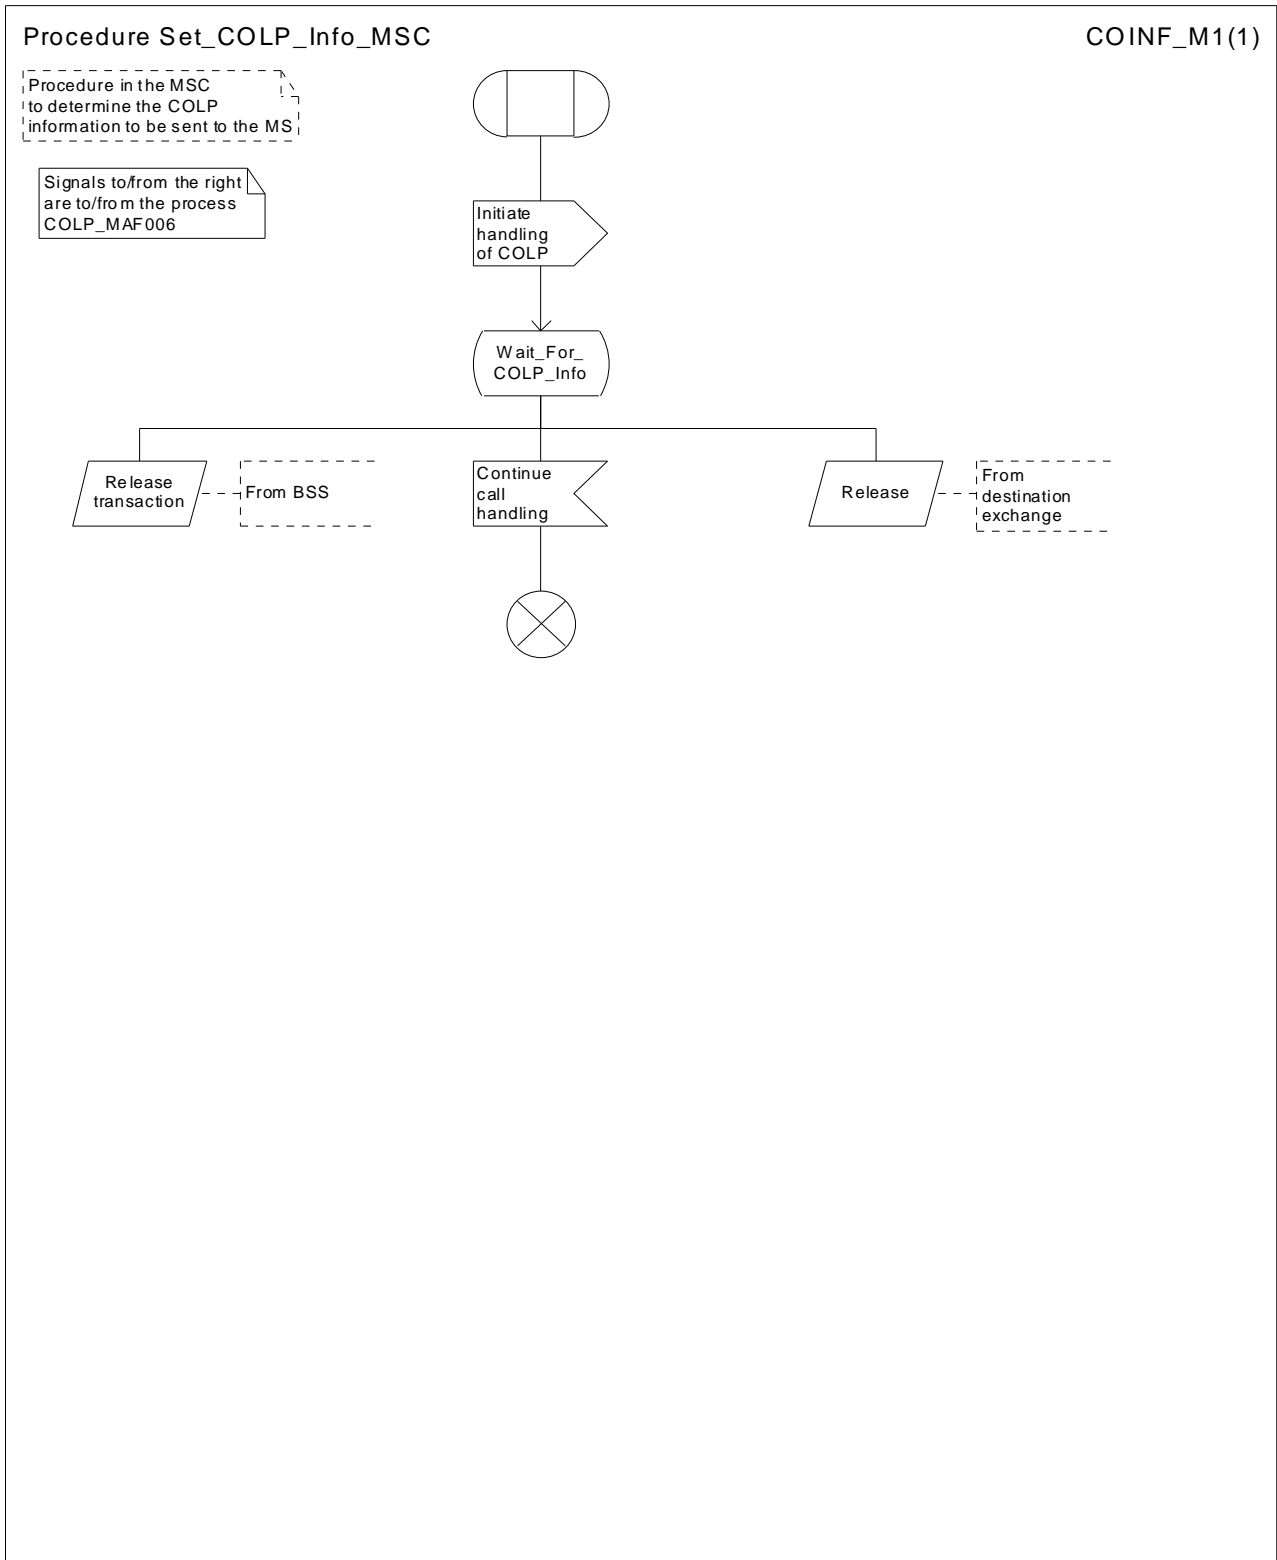 Procedure Set_COLP_Info_MSC
COINF_M1(1)
Procedure in the MSC
to determine the COLP
information to be sent to the MS
Signals to/from the right
are to/from the process
COLP_MAF006
Initiate
handling
of COLP
Wait_For_
COLP_Info
Release
transaction
From BSS
Continue
call
handling
Release
From
destination
exchange